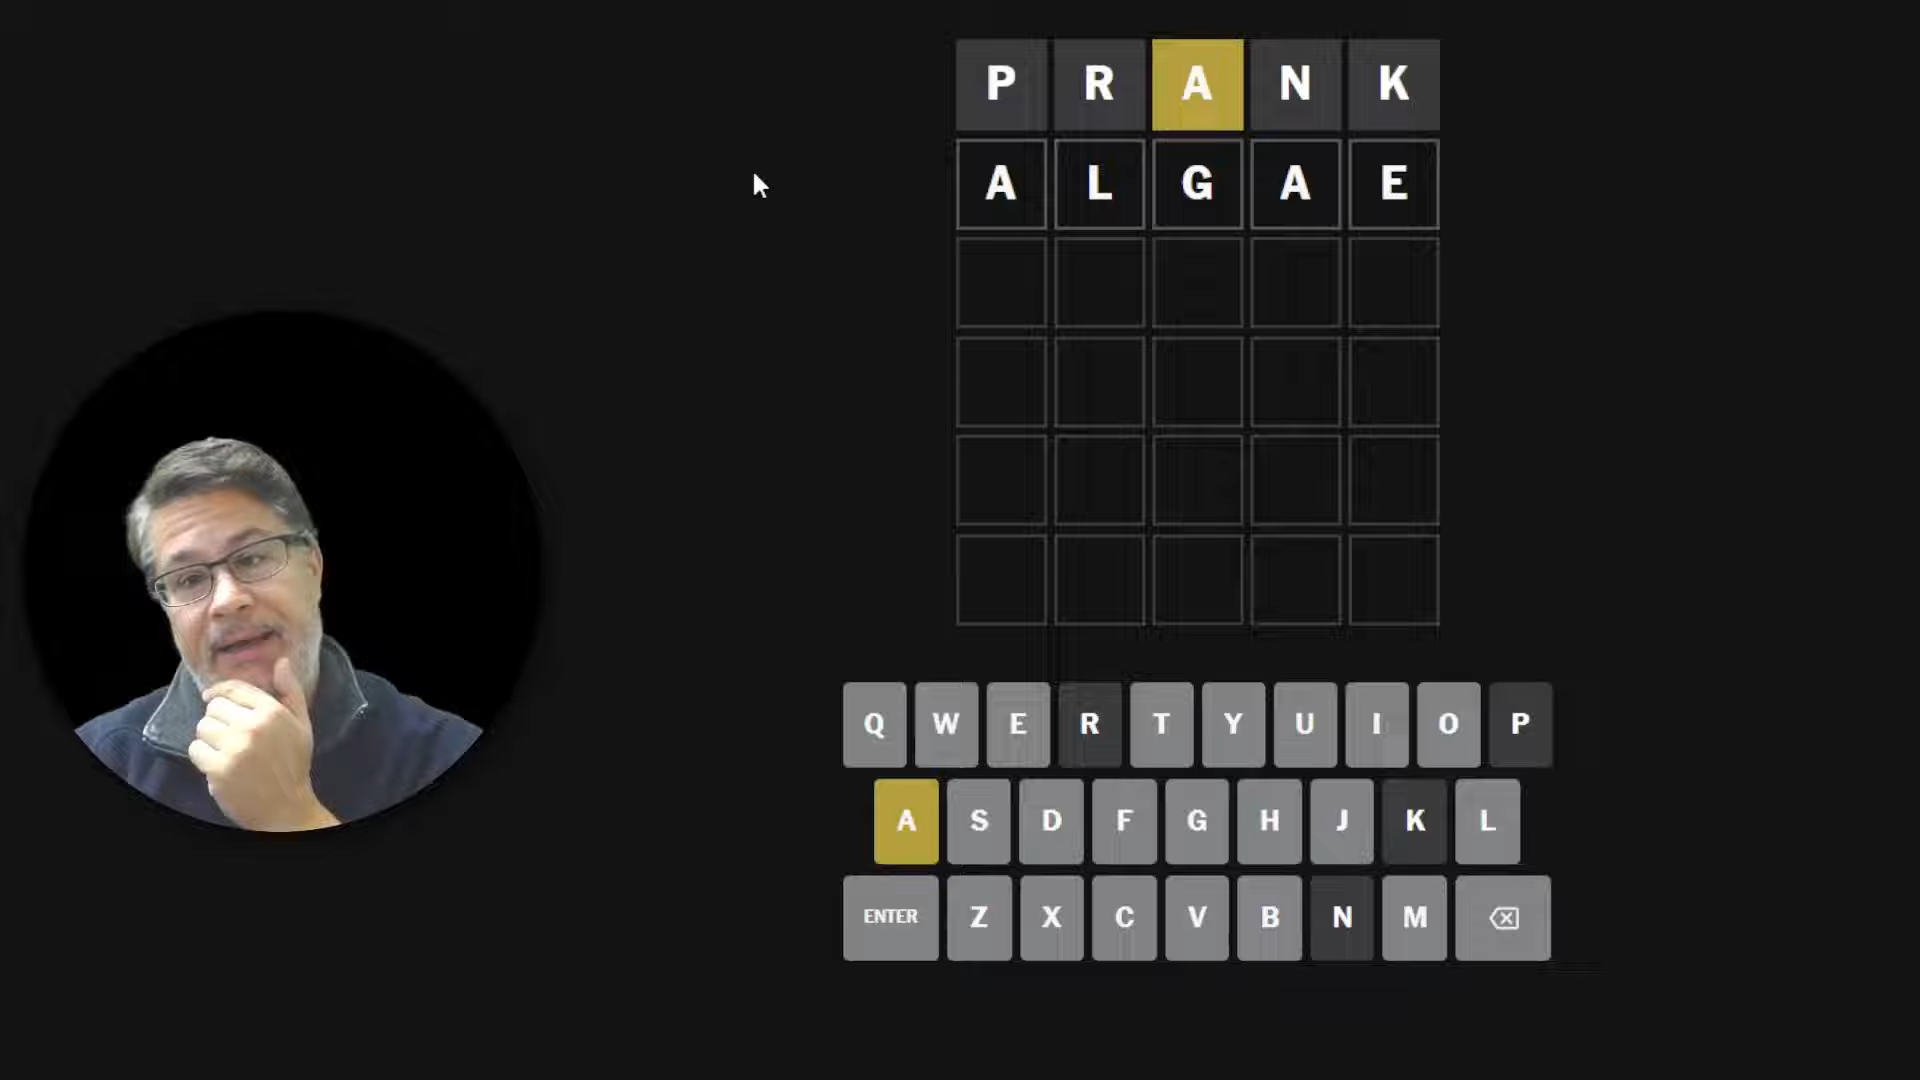 P R A N K
A L G A E
Q W E R T Y U I O P
A S D F G H J K L
ENTER Z X C V B N M